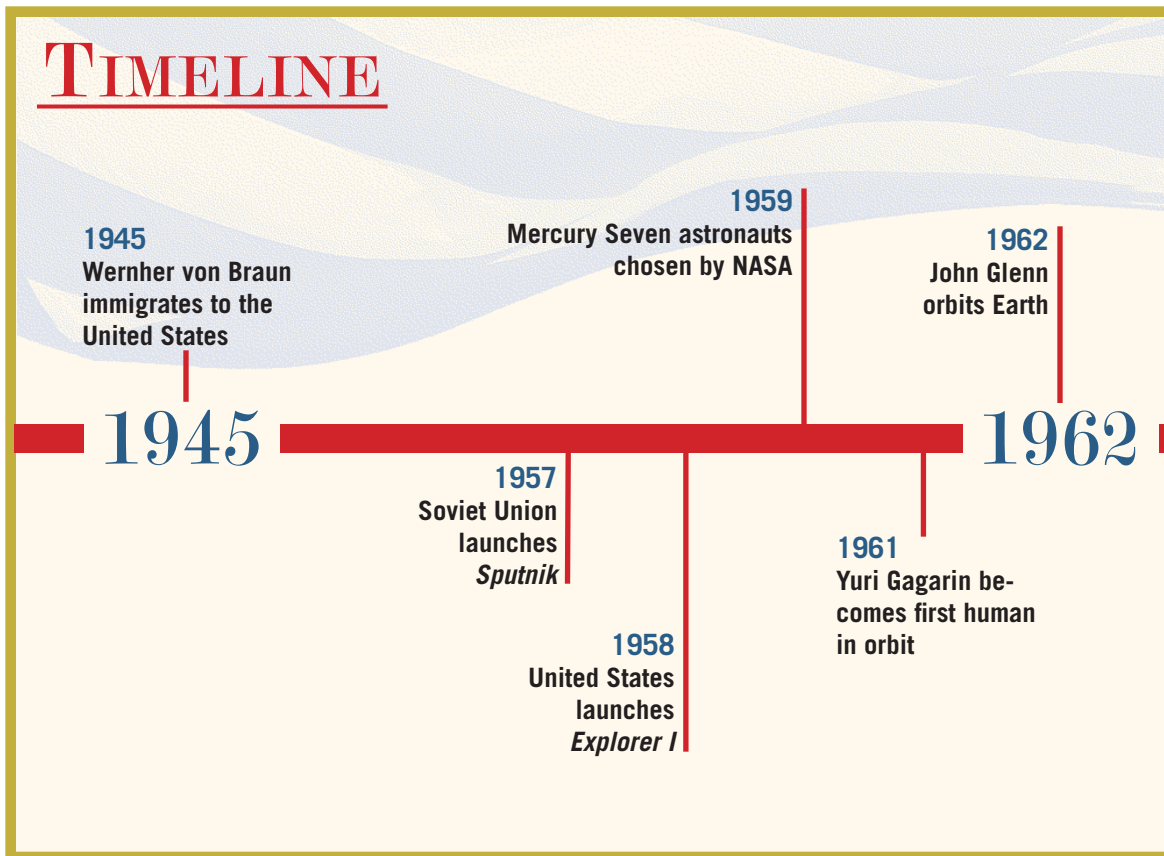 TIMELINE
1945
Wernher von Braun
immigrates to the
United States
1959
Mercury Seven astronauts
chosen by NASA
1962
John Glenn
orbits Earth
1945
1962
1957
Soviet Union
launches
Sputnik
1958
United States
launches
Explorer I
1961
Yuri Gagarin be-
comes first human
in orbit